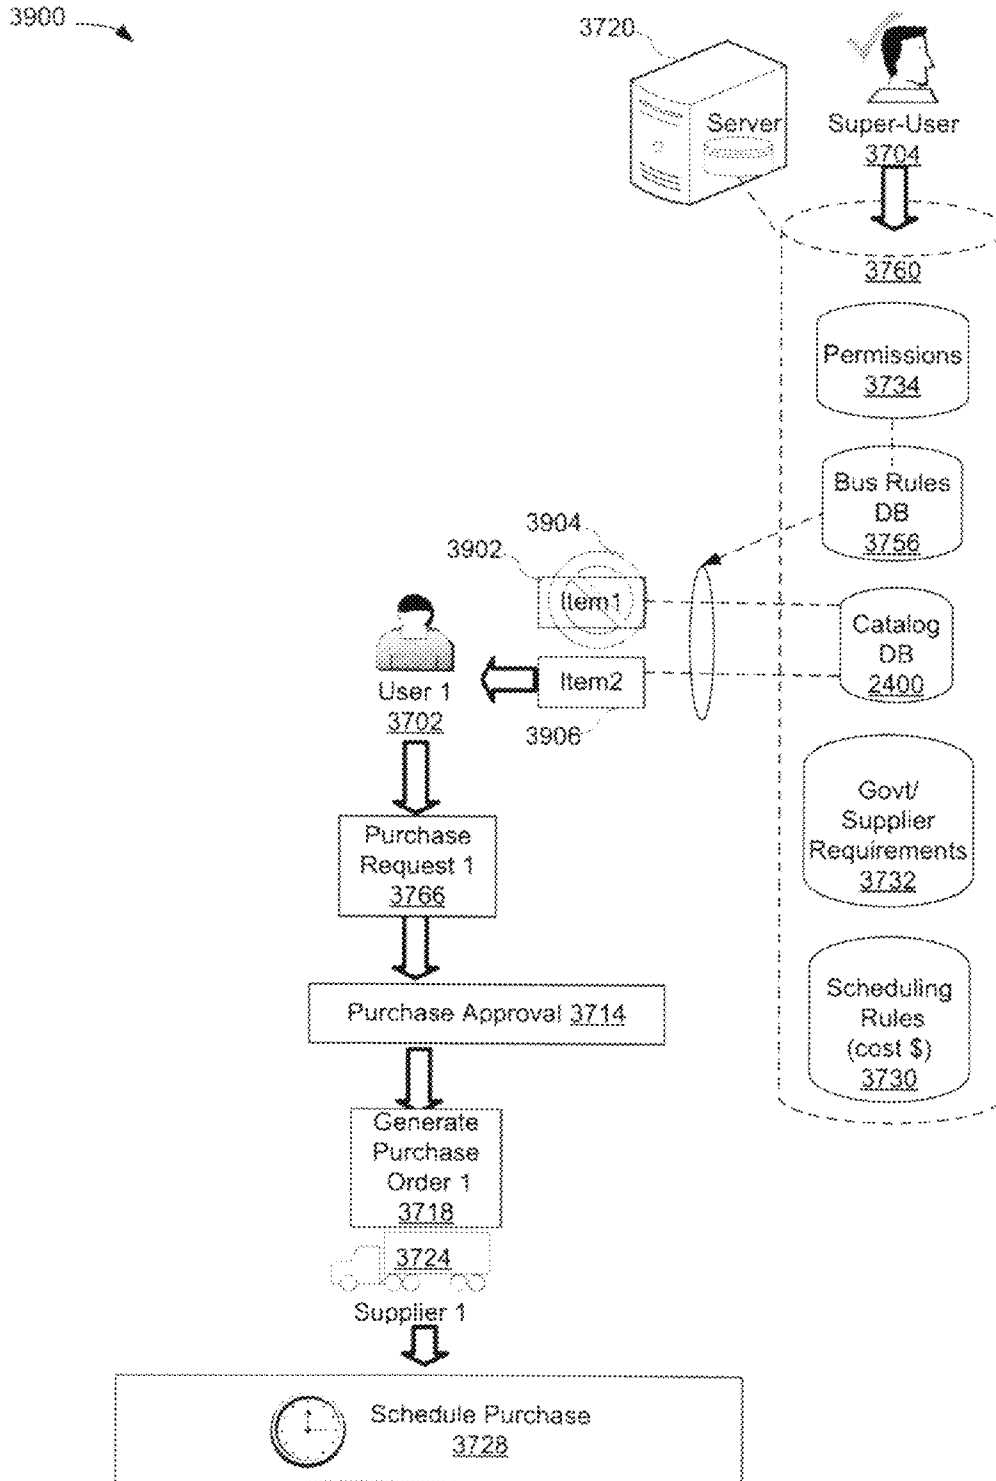 3900
3720
Server
Super-User
3704
3760
Permissions
3734
Bus Rules
DB
3756
3904
3902
Item1
Catalog
DB
2400
User 1
3702
Item2
3906
Purchase
Request 1
3766
Govt/
Supplier
Requirements
3732
Purchase Approval 3714
Scheduling
Rules
(cost $)
3730
Generate
Purchase
Order 1
3718
3724
Supplier 1
Schedule Purchase
3728